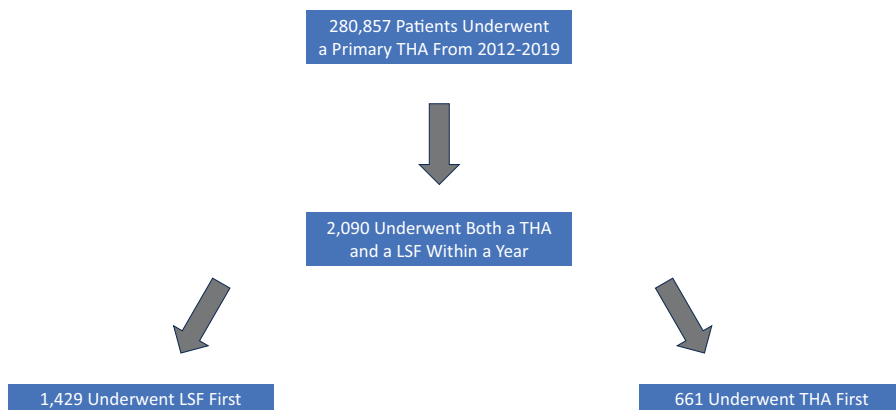 280,857 Patients Underwent
a Primary THA From 2012-2019
2,090 Underwent Both a THA
and a LSF Within a Year
1,429 Underwent LSF First
661 Underwent THA First